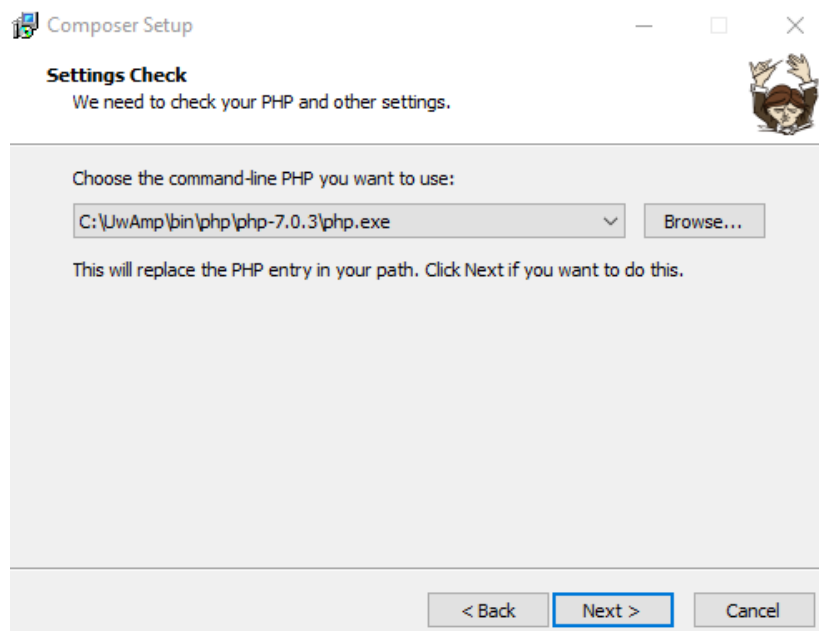 Composer Setup
Settings Check
We need to check your PHP and other settings.
Choose the command-line PHP you want to use:
C:\UwAmp\bin\php\php-7.0.3\php.exe
Browse...
This will replace the PHP entry in your path. Click Next if you want to do this.
< Back
Next >
Cancel